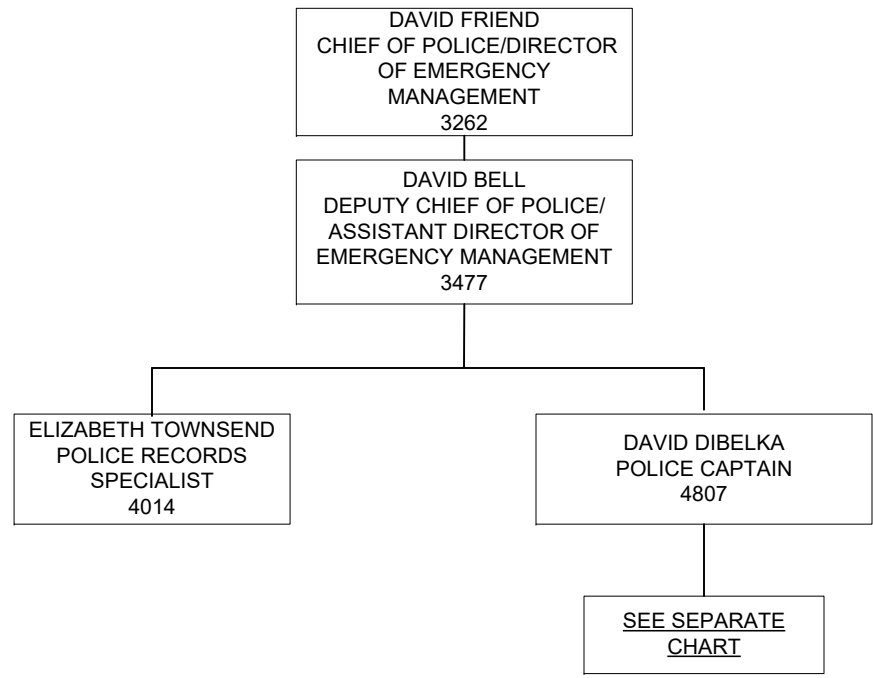 DAVID FRIEND
CHIEF OF POLICE/DIRECTOR
OF EMERGENCY
MANAGEMENT
3262
DAVID BELL
DEPUTY CHIEF OF POLICE/
ASSISTANT DIRECTOR OF
EMERGENCY MANAGEMENT
3477
ELIZABETH TOWNSEND
POLICE RECORDS
SPECIALIST
4014
DAVID DIBELKA
POLICE CAPTAIN
4807
SEE SEPARATE
CHART